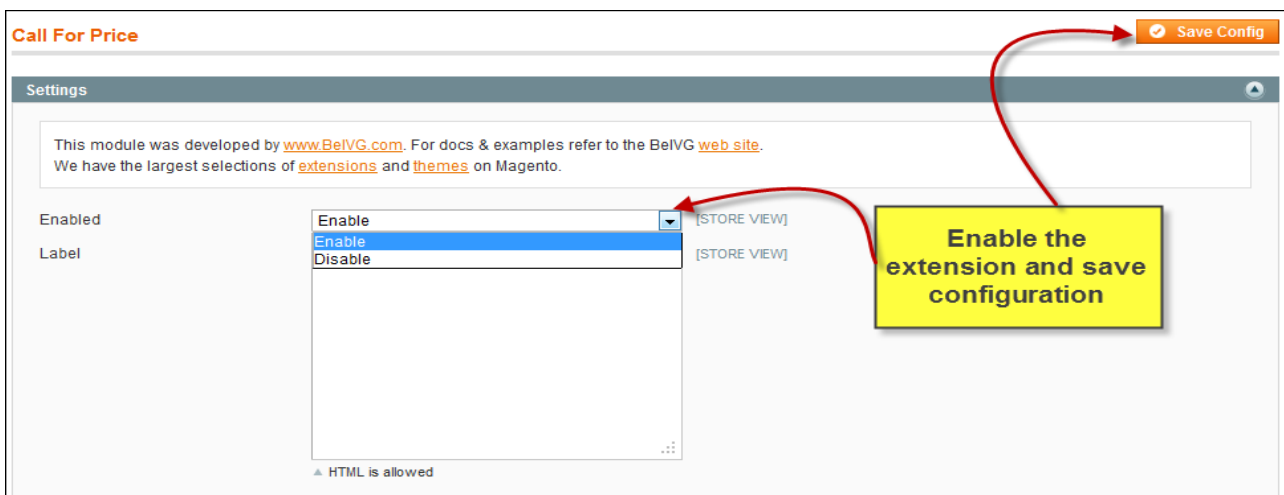 Call For Price
Save Config
Settings
This module was developed by www.BelVG.com. For docs & examples refer to the BelVG web site.
We have the largest selections of extensions and themes on Magento.
Enabled
Enable
[STORE VIEW]
Enable
Disable
Label
[STORE VIEW]
HTML is allowed
Enable the
extension and save
configuration